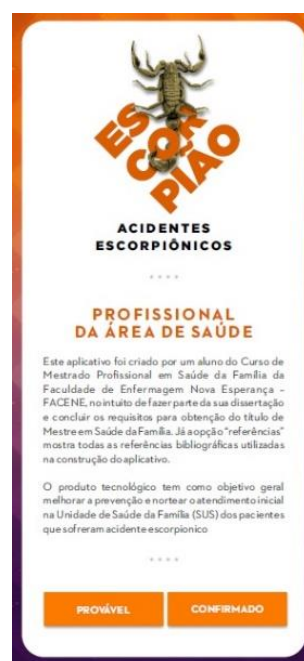 ESCORPIÃO
ACIDENTES
ESCORPIÔNICOS
PROFISSIONAL
DA ÁREA DE SAÚDE
Este aplicativo foi criado por um aluno do Curso de
Mestrado Profissional em Saúde da Família da
Faculdade de Enfermagem Nova Esperança –
FACENE, no intuito de fazer parte da sua dissertação
e concluir os requisitos para obtenção do título de
Mestre em Saúde da Família. Já a opção "referências"
mostra todas as referências bibliográficas utilizadas
na construção do aplicativo.
O produto tecnológico tem como objetivo geral
melhorar a prevenção e nortear o atendimento inicial
na Unidade de Saúde da Família (SUS) dos pacientes
que sofreram acidente escorpionico
PROVÁVEL
CONFIRMADO